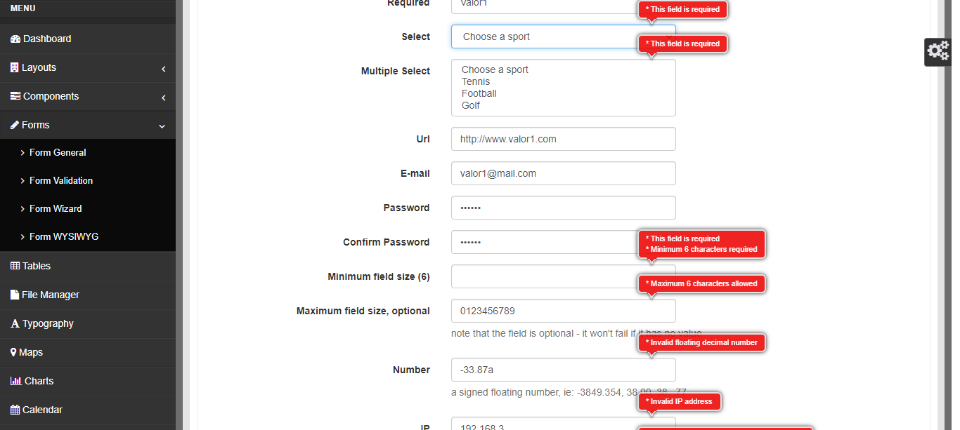 MENU
Dashboard
Layouts
Components
Forms
Form General
Form Validation
Form Wizard
Form WYSIWYG
Tables
File Manager
Typography
Maps
Charts
Calendar
Required
Valor1
* This field is required
Select
Choose a sport
* This field is required
Multiple Select
Choose a sport
Tennis
Football
Golf
Url
http://www.valor1.com
E-mail
valor1@mail.com
Password
••••••
Confirm Password
••••••
* This field is required
* Minimum 6 characters required
Minimum field size (6)
* Maximum 6 characters allowed
Maximum field size, optional
0123456789
note that the field is optional - it won't fail if it has no value
* Invalid floating decimal number
Number
-33.87a
a signed floating number, ie: -3849.354, 38.00, 38, .77
* Invalid IP address
IP
192.168.3